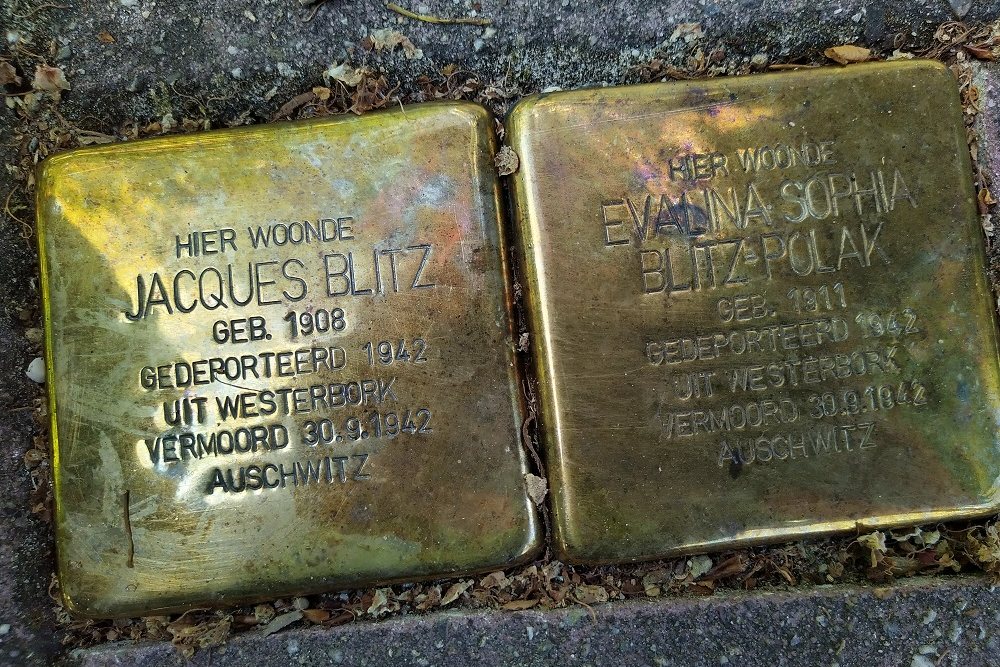 HIER WOONDE
JACQUES BLITZ
GEB. 1908
GEDEPORTEERD 1942
UIT WESTERBORK
VERMOORD 30.9.1942
AUSCHWITZ
HIER WOONDE
EVALINA SOPHIA
BLITZ-POLAK
GEB. 1911
GEDEPORTEERD 1942
UIT WESTERBORK
VERMOORD 30.9.1942
AUSCHWITZ